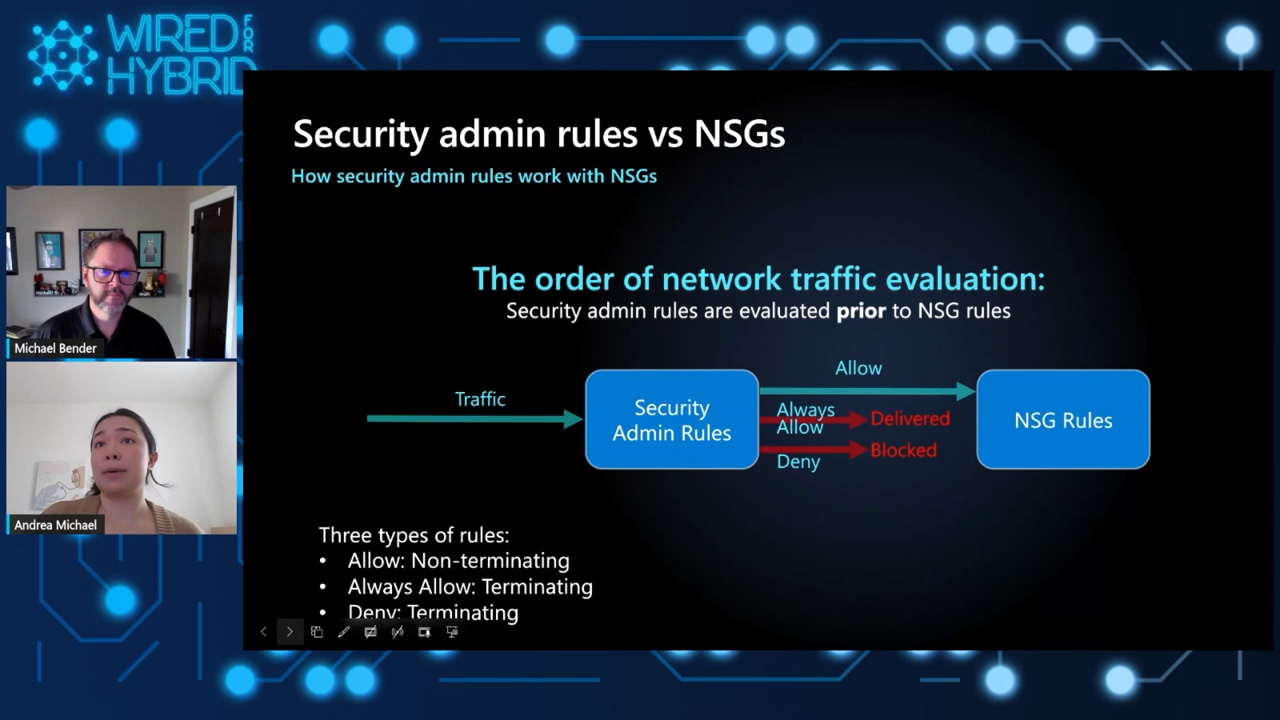 WIRED FOR
HYBRID
Security admin rules vs NSGs
How security admin rules work with NSGs
The order of network traffic evaluation:
Security admin rules are evaluated prior to NSG rules
Traffic
Security
Admin Rules
Allow
Always
Allow
Delivered
Blocked
Deny
NSG Rules
Michael Bender
Andrea Michael
Three types of rules:
• Allow: Non-terminating
• Always Allow: Terminating
• Deny: Terminating